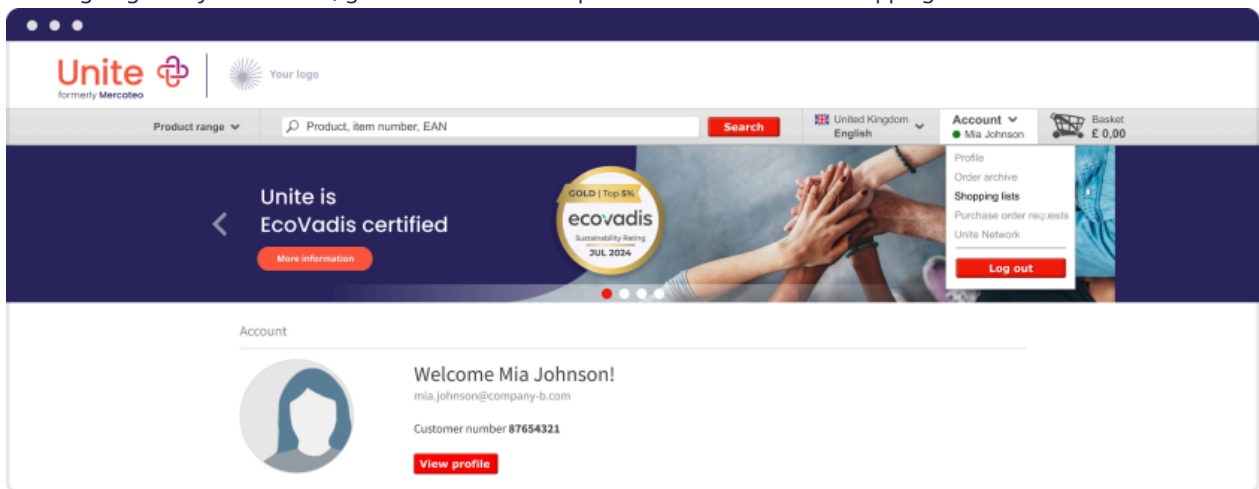 Unite
formerly Mercateo
Your logo
Product range
Product, item number, EAN
Search
United Kingdom
English
Account
Mia Johnson
Basket
£ 0,00
Unite is
EcoVadis certified
More information
GOLD | Top 5%
ecovadis
Sustainability Rating
JUL 2024
Profile
Order archive
Shopping lists
Purchase order requests
Unite Network
Log out
Account
Welcome Mia Johnson!
mia.johnson@company-b.com
Customer number 87654321
View profile